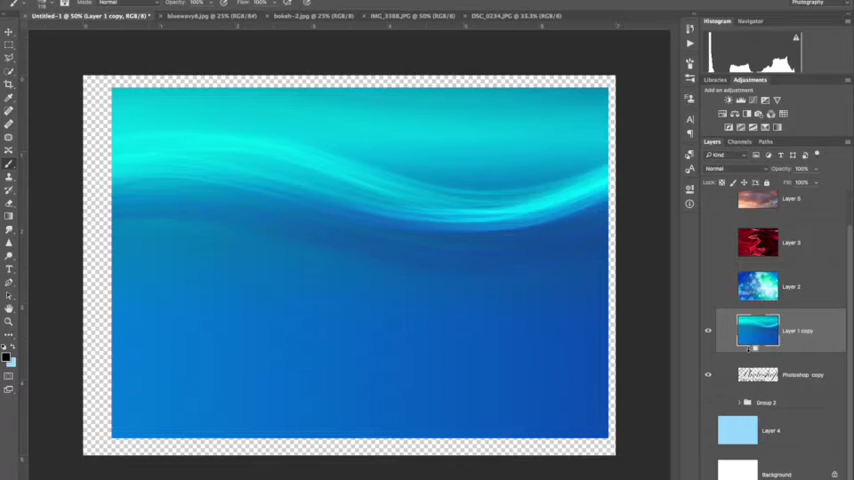 Mode: Normal Opacity: 100% Flow: 100% Photography
Untitled-1 @ 50% (Layer 1 copy, RGB/8) * bluewavy6.jpg @ 25% (RGB/8#) bokeh-2.jpg @ 25% (RGB/8) IMG_3388.JPG @ 50% (RGB/8) DSC_0234.JPG @ 33.3% (RGB/8)
Histogram Navigator
Libraries Adjustments
Add an adjustment
Layers Channels Paths
Kind
Normal Opacity: 100%
Lock: Fill: 100%
Layer 3
Layer 2
Layer 1 copy
Photoshop copy
Group 2
Layer 4
Background